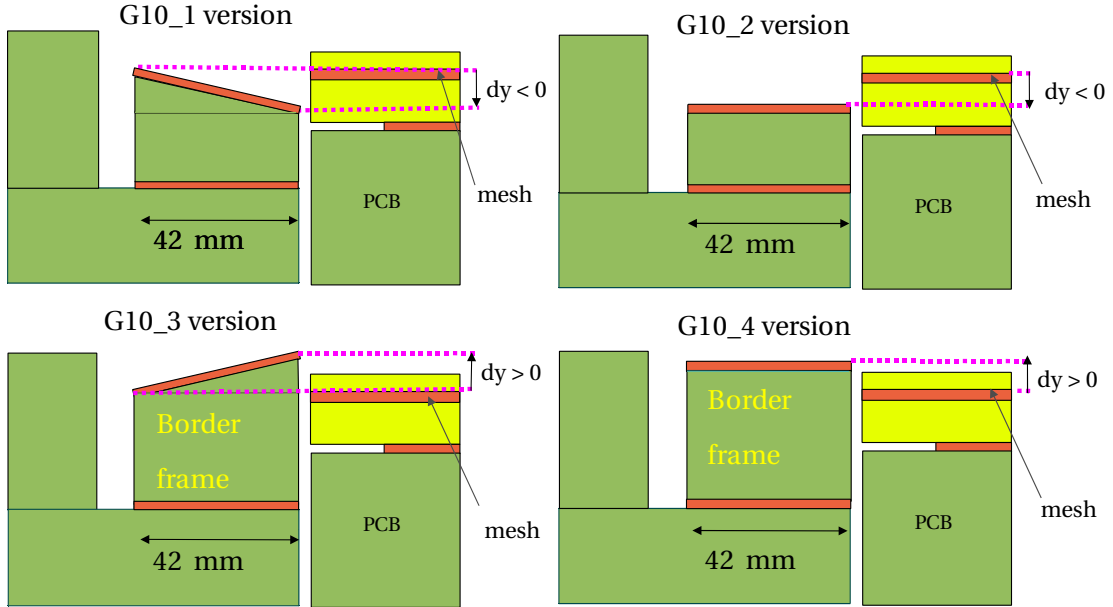 G10_1 version
dy < 0
mesh
PCB
42 mm
G10_2 version
dy < 0
mesh
PCB
42 mm
G10_3 version
dy > 0
Border
frame
mesh
PCB
42 mm
G10_4 version
dy > 0
Border
frame
mesh
PCB
42 mm